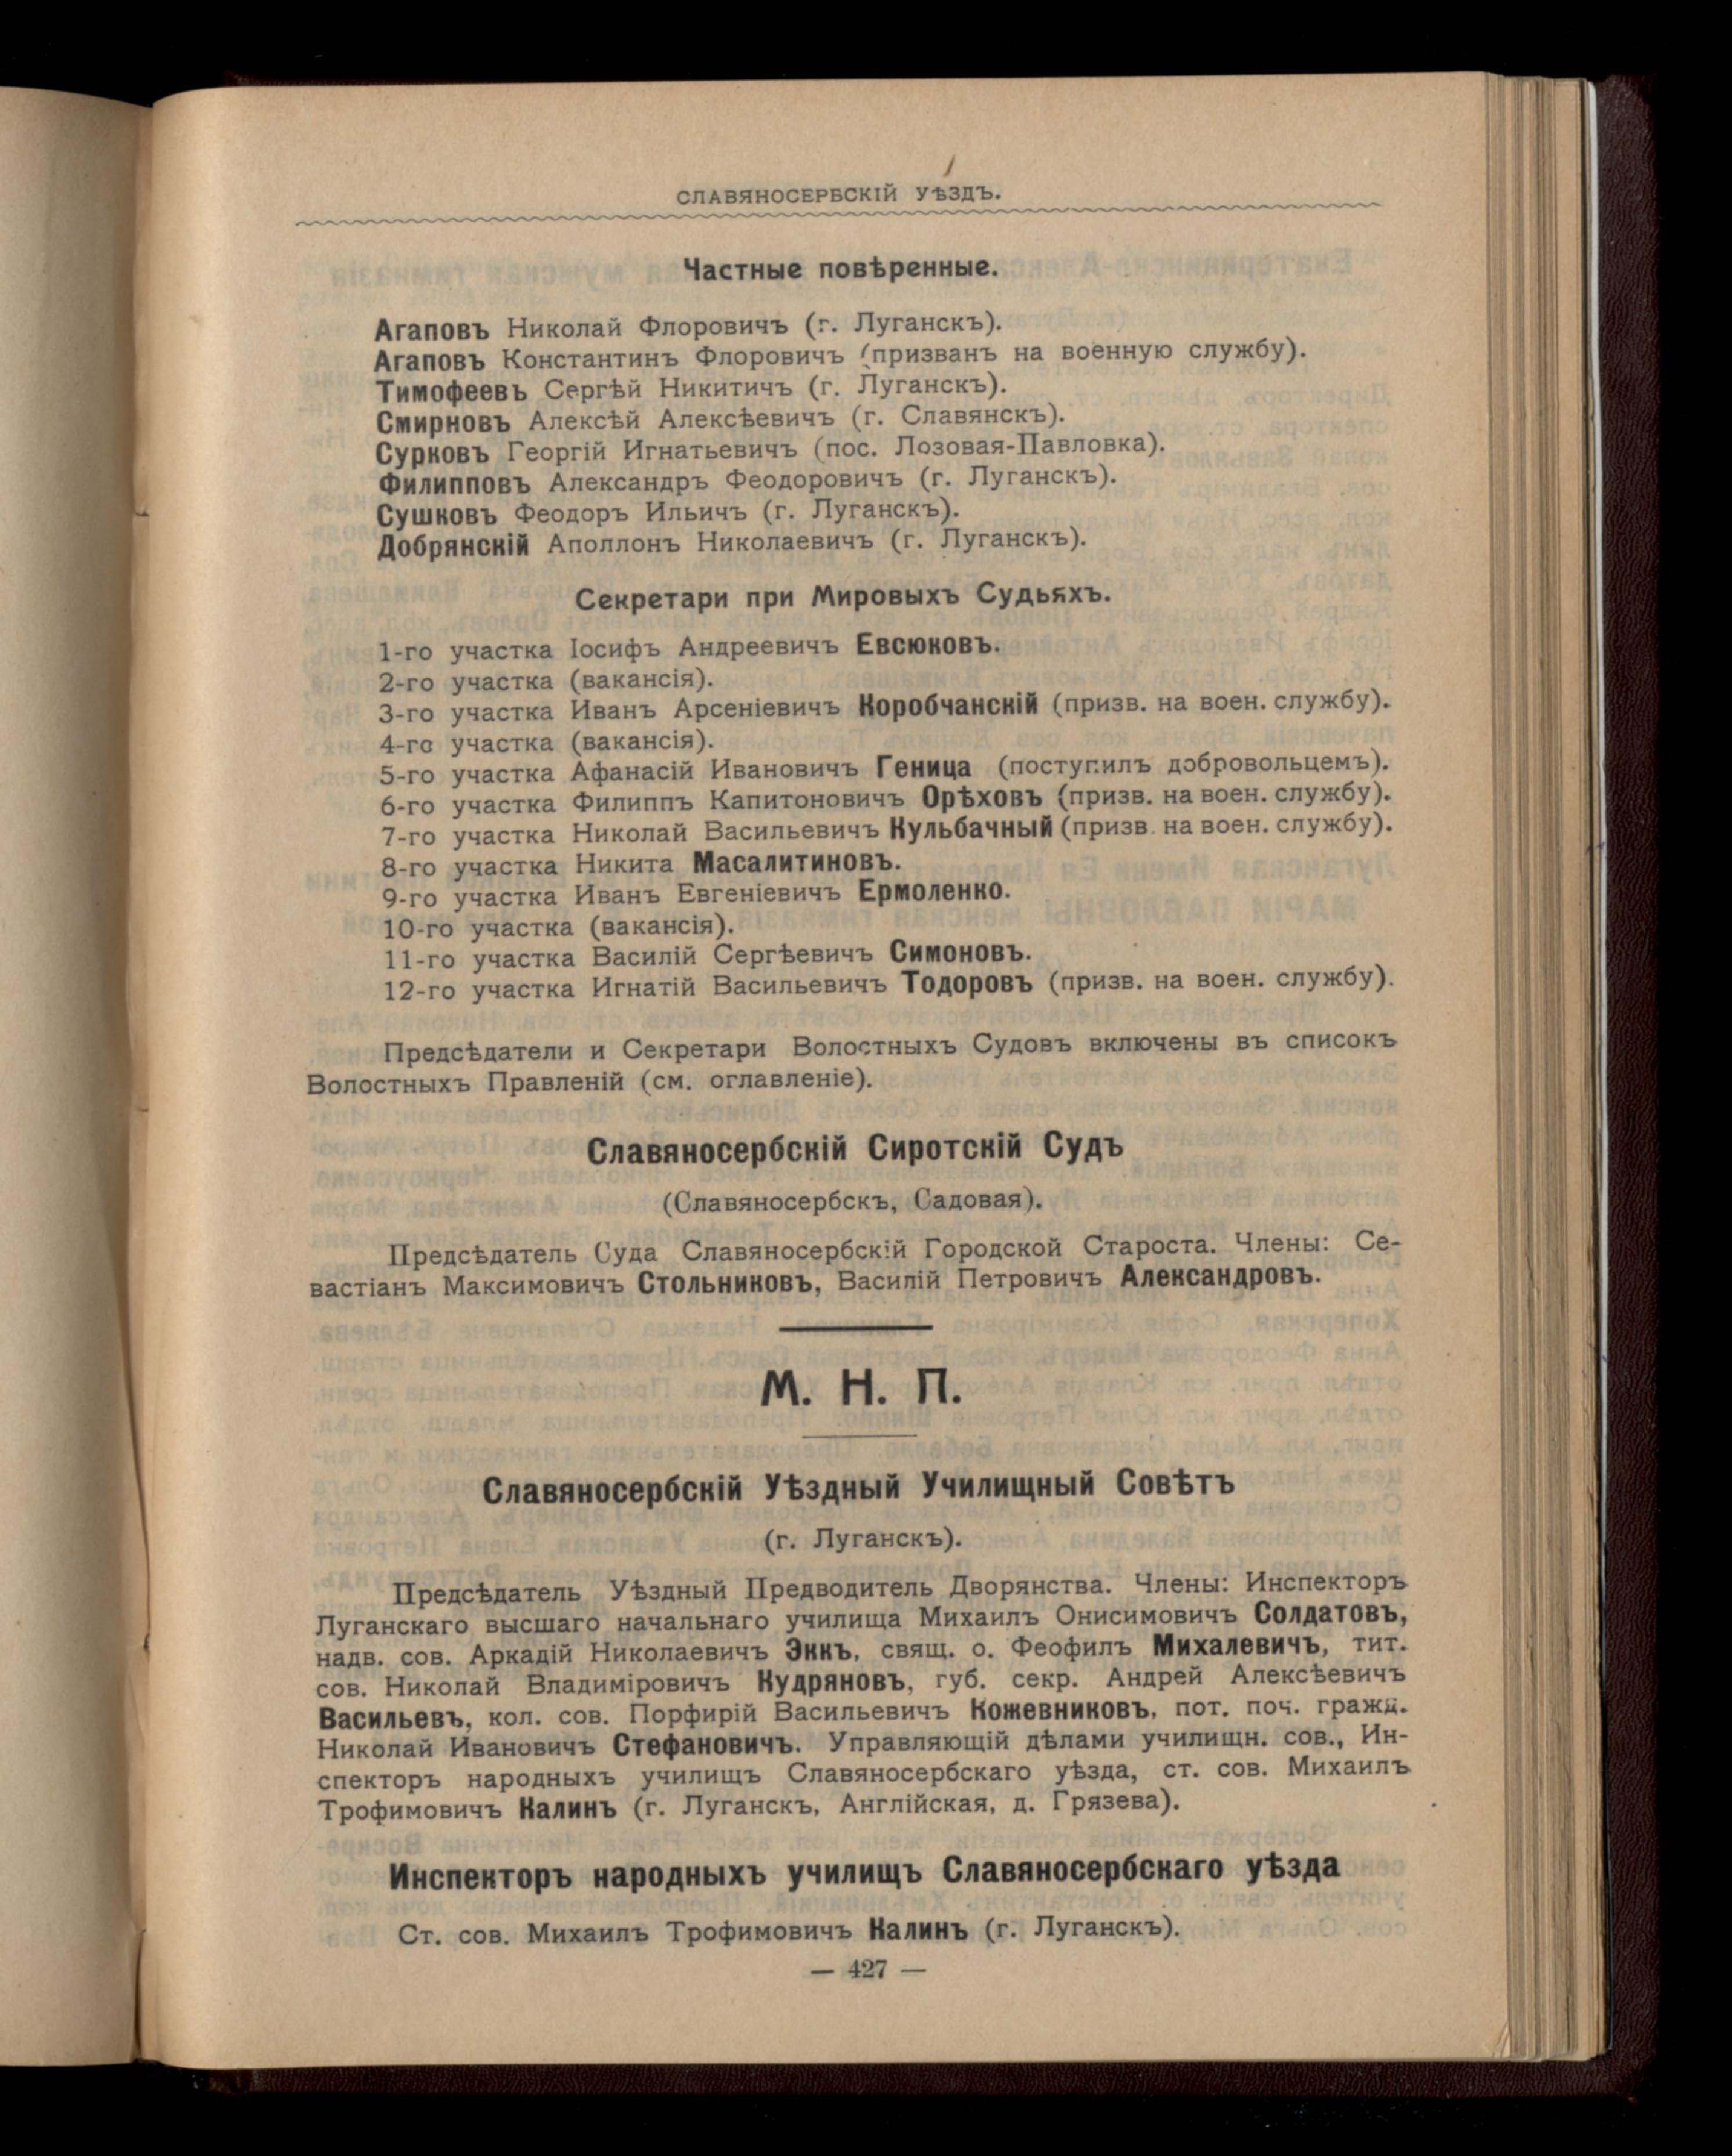 СЛАВЯНОСЕРБСКІЙ УѢЗДЪ.
Частные повѣренные.
Агаповъ Николай Флоровичъ (г. Луганскъ).
Агаповъ Константинъ Флоровичъ (призванъ на военную службу).
Тимофеевъ Сергѣй Никитичъ (г. Луганскъ).
Смирновъ Алексѣй Алексѣевичъ (г. Славянскъ).
Сурковъ Георгій Игнатьевичъ (пос. Лозовая-Павловка).
Филипповъ Александръ Феодоровичъ (г. Луганскъ).
Сушковъ Феодоръ Ильичъ (г. Луганскъ).
Добрянскій Аполлонъ Николаевичъ (г. Луганскъ).
Секретари при Мировыхъ Судьяхъ.
1-го участка Іосифъ Андреевичъ Евсюковъ.
2-го участка (вакансія).
3-го участка Иванъ Арсеніевичъ Коробчанскій (призв. на воен. службу).
4-го участка (вакансія).
5-го участка Афанасій Ивановичъ Геница (поступилъ добровольцемъ).
6-го участка Филиппъ Капитоновичъ Орѣховъ (призв. на воен. службу).
7-го участка Николай Васильевичъ Кульбачный (призв. на воен. службу).
8-го участка Никита Масалитиновъ.
9-го участка Иванъ Евгеніевичъ Ермоленко.
10-го участка (вакансія).
11-го участка Василій Сергѣевичъ Симоновъ.
12-го участка Игнатій Васильевичъ Тодоровъ (призв. на воен. службу).
Предсѣдатели и Секретари Волостныхъ Судовъ включены въ списокъ
Волостныхъ Правленій (см. оглавленіе).
Славяносербскій Сиротскій Судъ
(Славяносербскъ, Садовая).
Предсѣдатель Суда Славяносербскій Городской Староста. Члены: Се-
вастіанъ Максимовичъ Стольниковъ, Василій Петровичъ Александровъ.
М. Н. П.
Славяносербскій Уѣздный Училищный Совѣтъ
(г. Луганскъ).
Предсѣдатель Уѣздный Предводитель Дворянства. Члены: Инспекторъ
Луганскаго высшаго начальнаго училища Михаилъ Онисимовичъ Солдатовъ,
надв. сов. Аркадій Николаевичъ Эккъ, свящ. о. Феофилъ Михалевичъ, тит.
сов. Николай Владиміровичъ Кудряновъ, губ. секр. Андрей Алексѣевичъ
Васильевъ, кол. сов. Порфирій Васильевичъ Кожевниковъ, пот. поч. гражд.
Николай Ивановичъ Стефановичъ. Управляющій дѣлами училищн. сов., Ин-
спекторъ народныхъ училищъ Славяносербскаго уѣзда, ст. сов. Михаилъ
Трофимовичъ Калинъ (г. Луганскъ, Англійская, д. Грязева).
Инспекторъ народныхъ училищъ Славяносербскаго уѣзда
Ст. сов. Михаилъ Трофимовичъ Калинъ (г. Луганскъ).
— 427 —